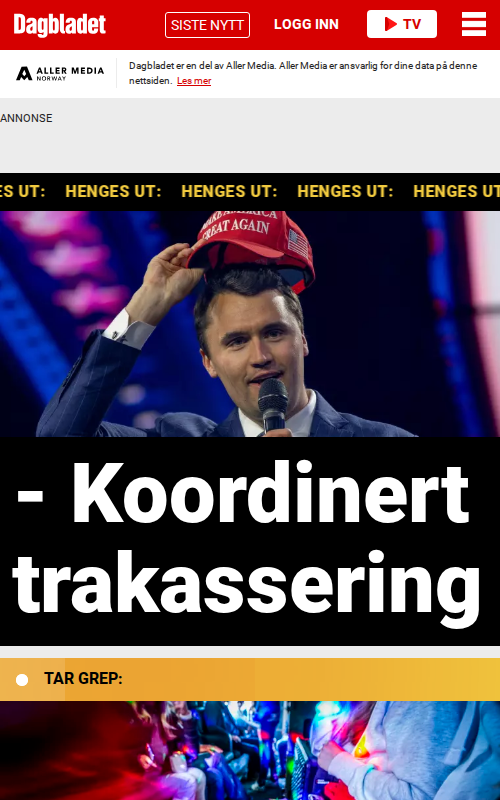 Dagbladet
SISTE NYTT
LOGG INN
TV
ALLER MEDIA
NORWAY
Dagbladet er en del av Aller Media. Aller Media er ansvarlig for dine data på denne
nettsiden. Les mer
ANNONSE
ES UT: HENGES UT: HENGES UT: HENGES UT: HENGES UT
MAKE AMERICA
GREAT AGAIN
- Koordinert
trakassering
TAR GREP: